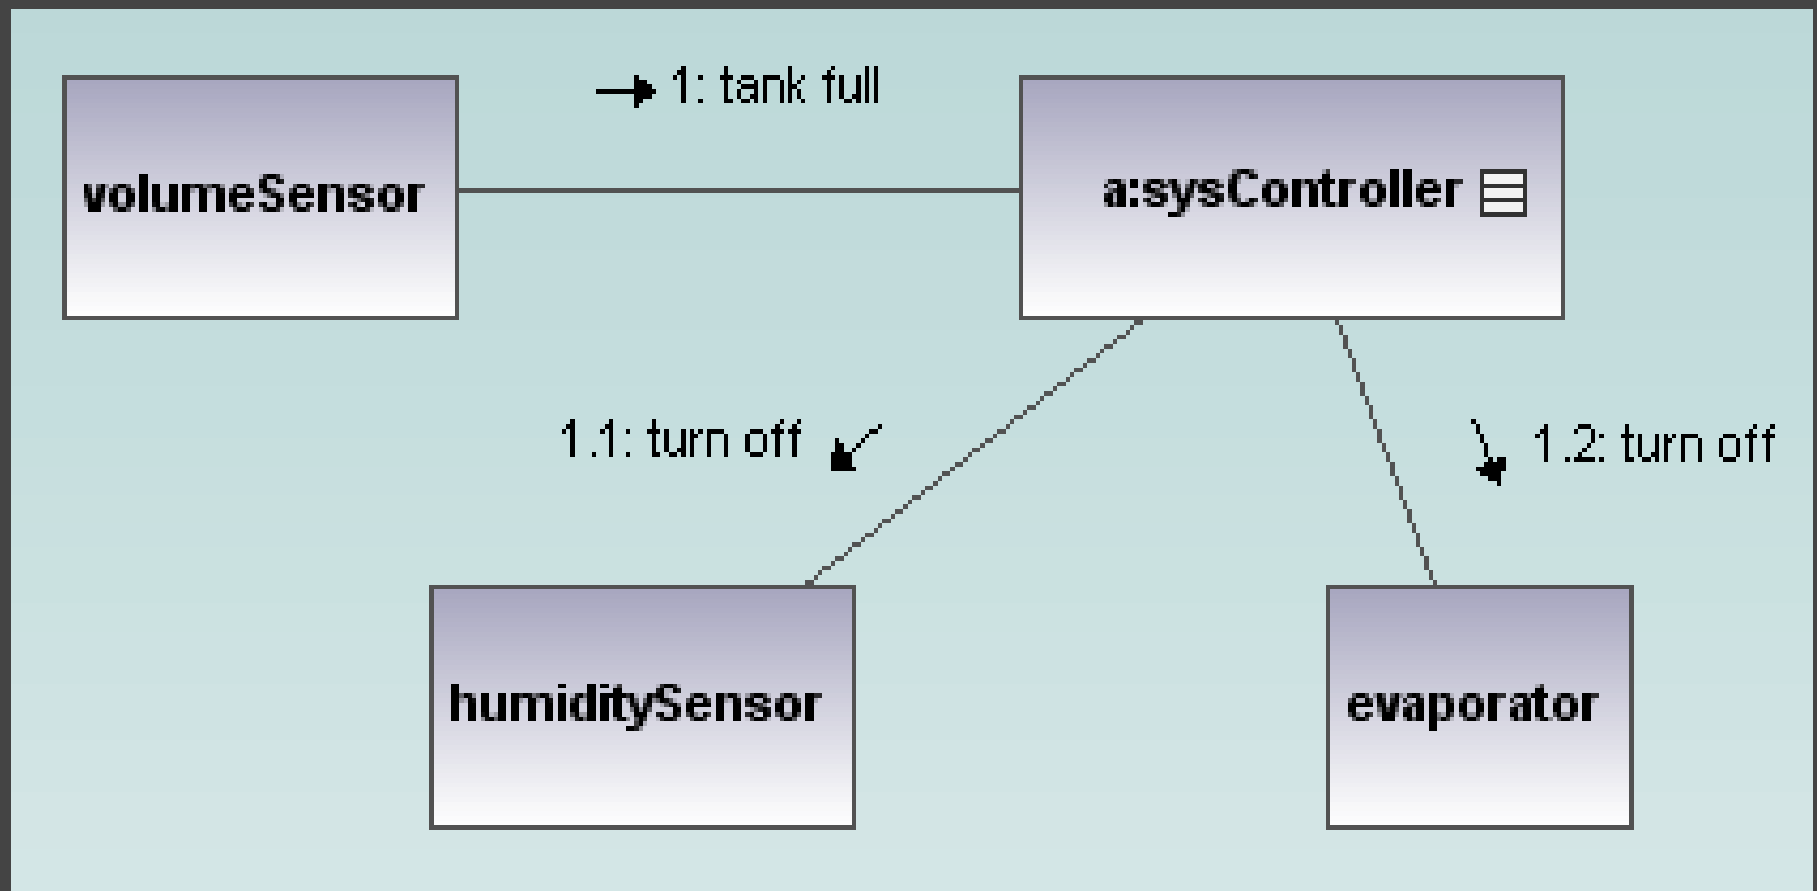 1: tank full
volumeSensor
a:sysController
1.1: turn off
1.2: turn off
humiditySensor
evaporator